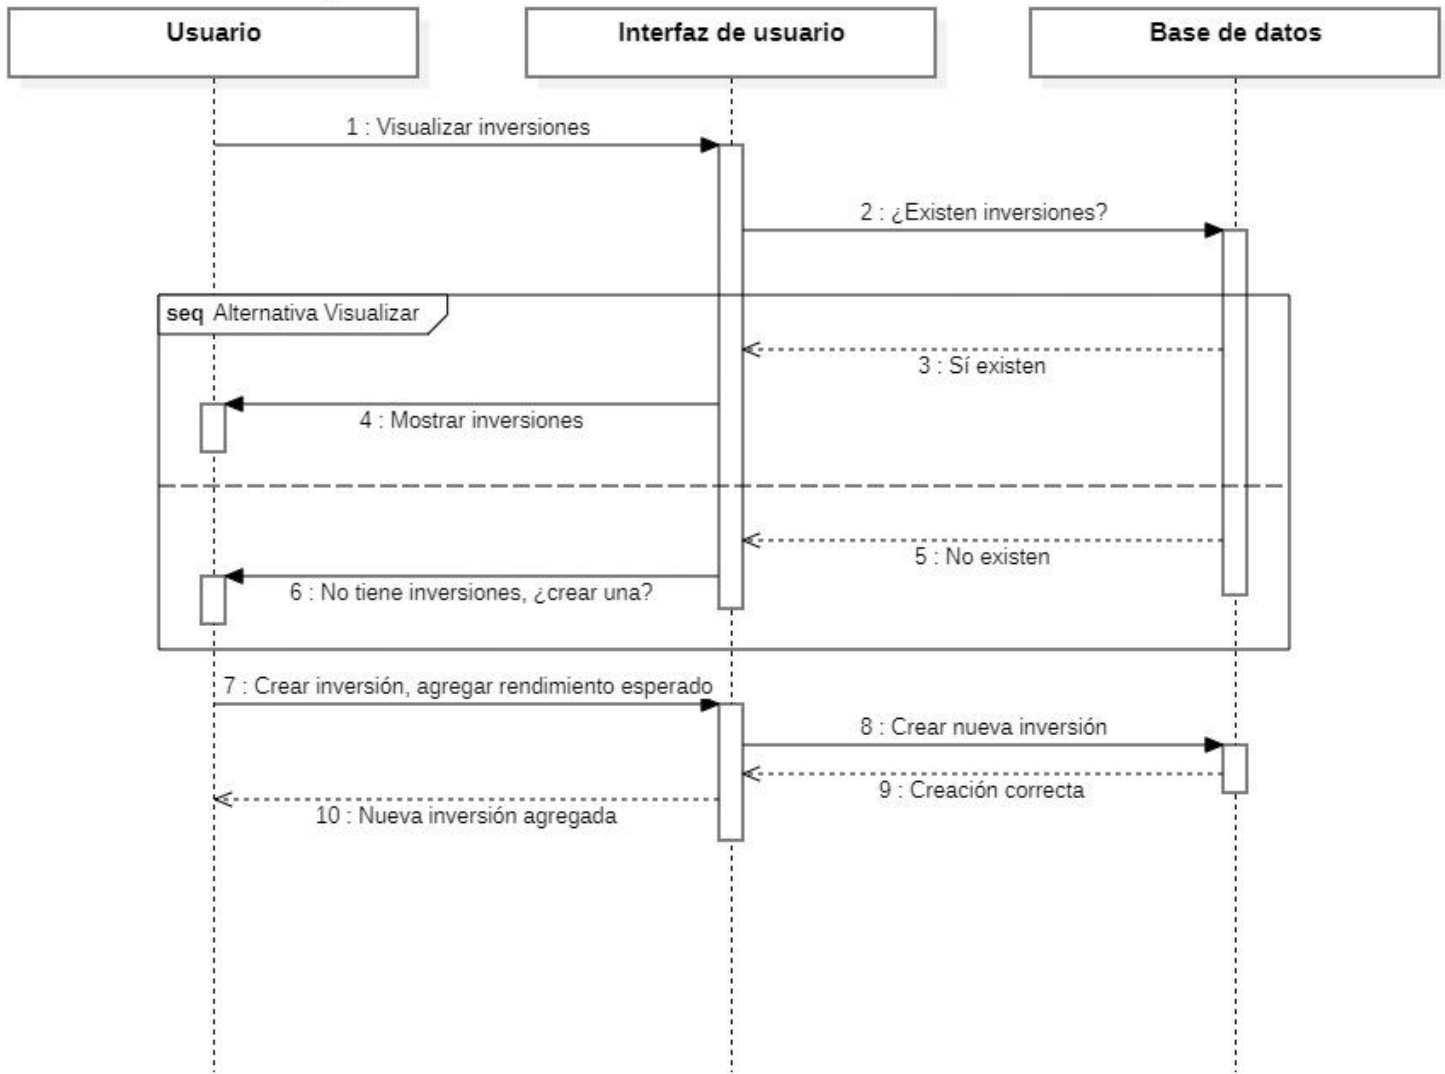 Usuario
Interfaz de usuario
Base de datos
1 : Visualizar inversiones
2 : ¿Existen inversiones?
seq Alternativa Visualizar
3 : Sí existen
4 : Mostrar inversiones
5 : No existen
6 : No tiene inversiones, ¿crear una?
7 : Crear inversión, agregar rendimiento esperado
8 : Crear nueva inversión
9 : Creación correcta
10 : Nueva inversión agregada